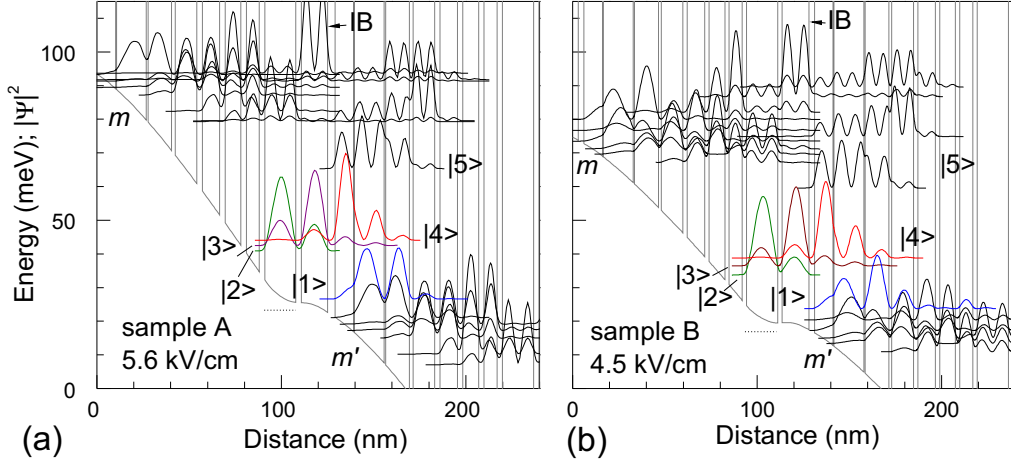 Energy (meV); |Ψ|²
100
50
0
IB
m
|5>
|4>
|3>
|2>
|1>
sample A
5.6 kV/cm
m'
0
100
200
Distance (nm)
(a)
IB
m
|5>
|4>
|3>
|2>
|1>
sample B
4.5 kV/cm
m'
0
100
200
Distance (nm)
(b)